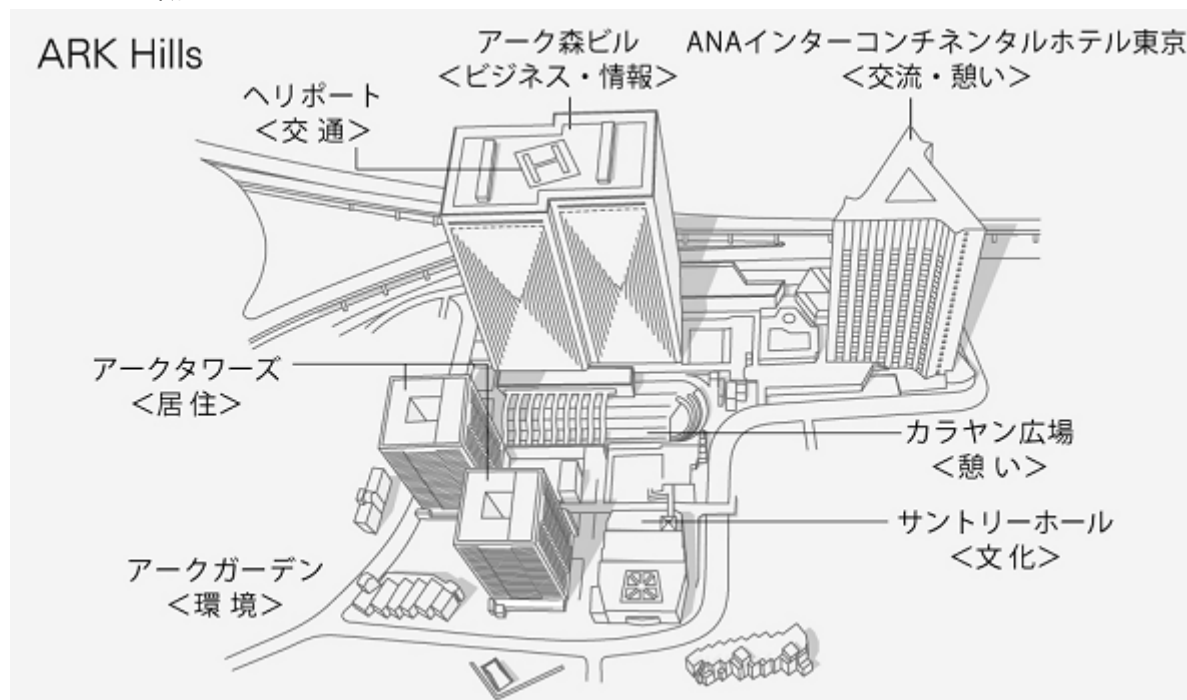 ARK Hills
アーク森ビル
<ビジネス・情報>
ANAインターコンチネンタルホテル東京
<交流・憩い>
ヘリポート
<交 通>
アークタワーズ
<居 住>
カラヤン広場
<憩 い>
サントリーホール
<文 化>
アークガーデン
<環 境>
H